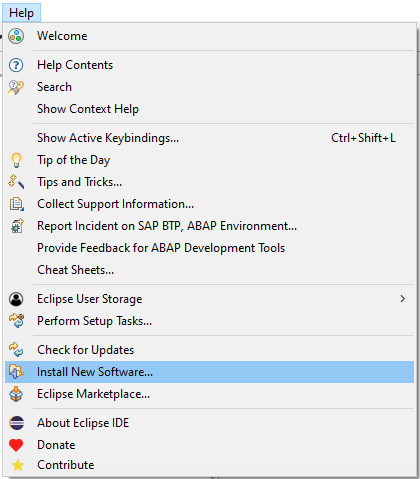 Help
Welcome
Help Contents
Search
Show Context Help
Show Active Keybindings... Ctrl+Shift+L
Tip of the Day
Tips and Tricks...
Collect Support Information...
Report Incident on SAP BTP, ABAP Environment...
Provide Feedback for ABAP Development Tools
Cheat Sheets...
Eclipse User Storage
Perform Setup Tasks...
Check for Updates
Install New Software...
Eclipse Marketplace...
About Eclipse IDE
Donate
Contribute